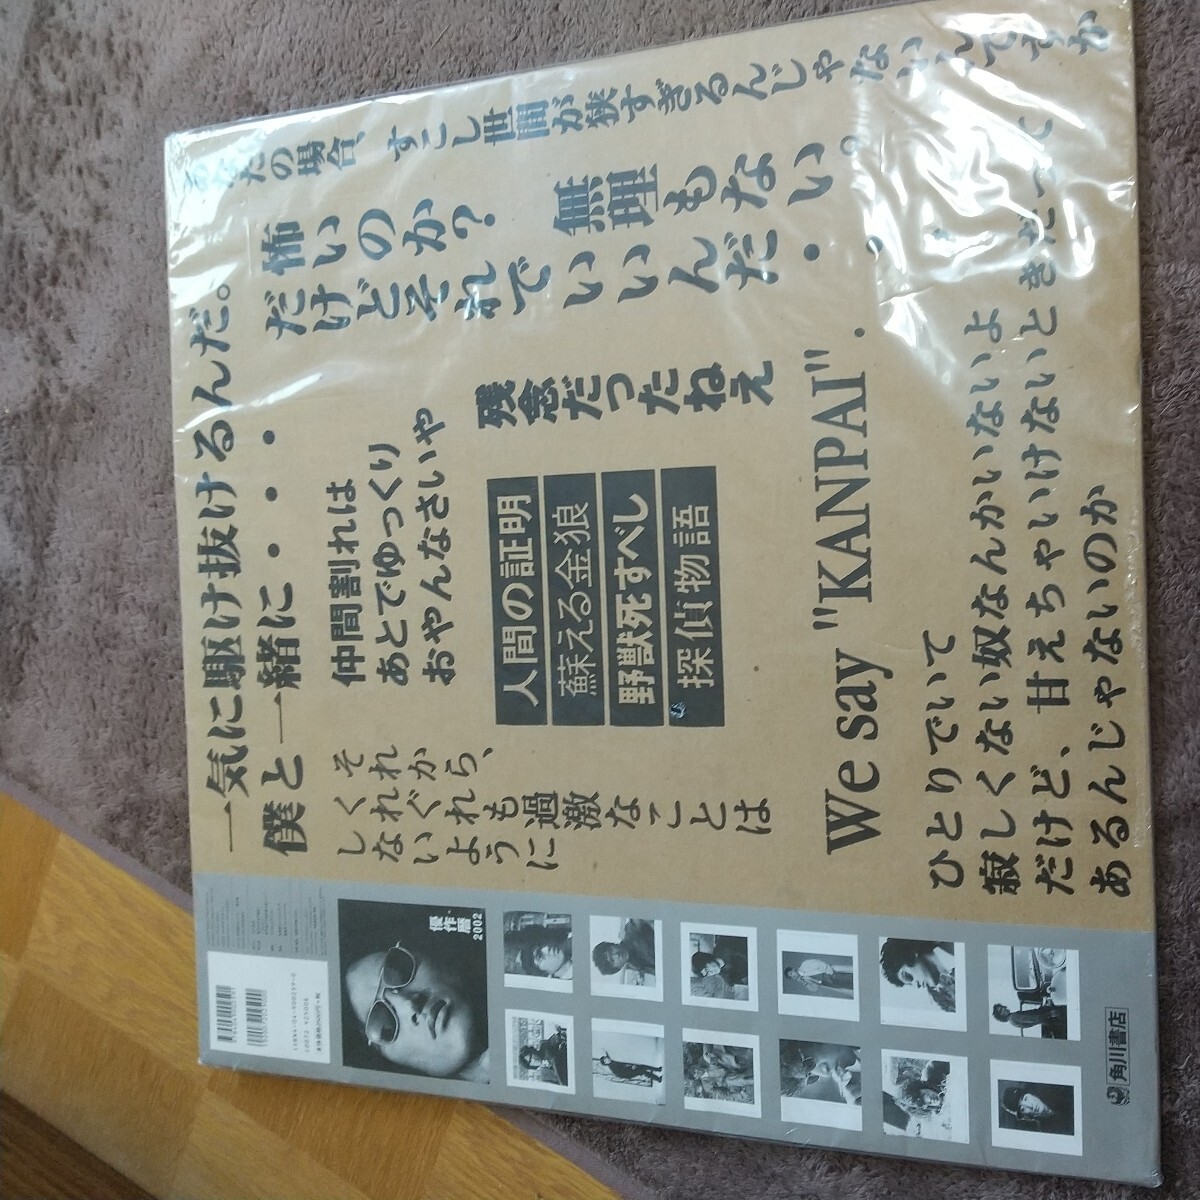 一気に駆け抜けるんだ。
僕と一緒に・・・・
あなたの場合、すこし世間が狭すぎるんじゃないんですか
怖いのか？ 無理もない。
だけどそれでいいんだ・・
残念だったねえ
仲間割れは
あとでゆっくり
おやんなさいや
それから、
くれぐれも過激なことは
しないように
人間の証明
蘇える金狼
野獣死すべし
探偵物語
We say "KANPAI".
ひとりでいて
寂しくない奴なんかいないよ
だけど、甘えちゃいけないときだって
あるんじゃないのか
優作暦
2002
角川書店